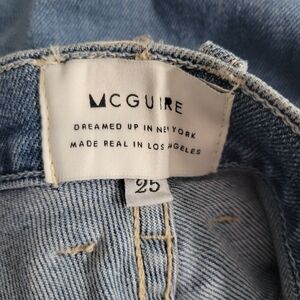 MCGUIRE
DREAMED UP IN NEW YORK
MADE REAL IN LOS ANGELES
25